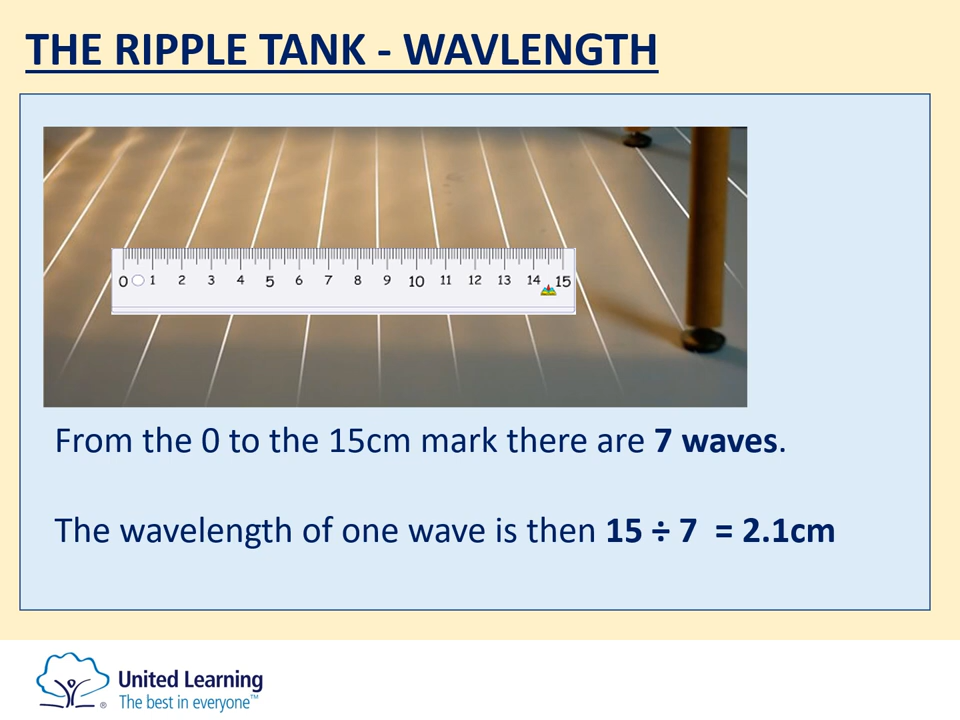 THE RIPPLE TANK - WAVLENGTH
0 1 2 3 4 5 6 7 8 9 10 11 12 13 14 15
From the 0 to the 15cm mark there are 7 waves.
The wavelength of one wave is then 15 ÷ 7 = 2.1cm
United Learning
The best in everyone™
®